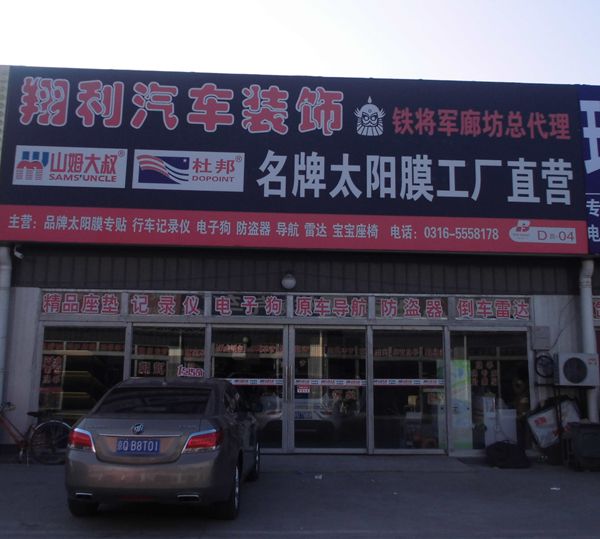 翔利汽车装饰
铁将军廊坊总代理
山姆大叔®
SAMS'UNCLE
杜邦®
DOPOINT
名牌太阳膜工厂直营
主营：品牌太阳膜专贴 行车记录仪 电子狗 防盗器 导航 雷达 宝宝座椅 电话：0316-5558178
D 04
精品座垫 记录仪 电子狗 原车导航 防盗器 倒车雷达
B8T01
专
电